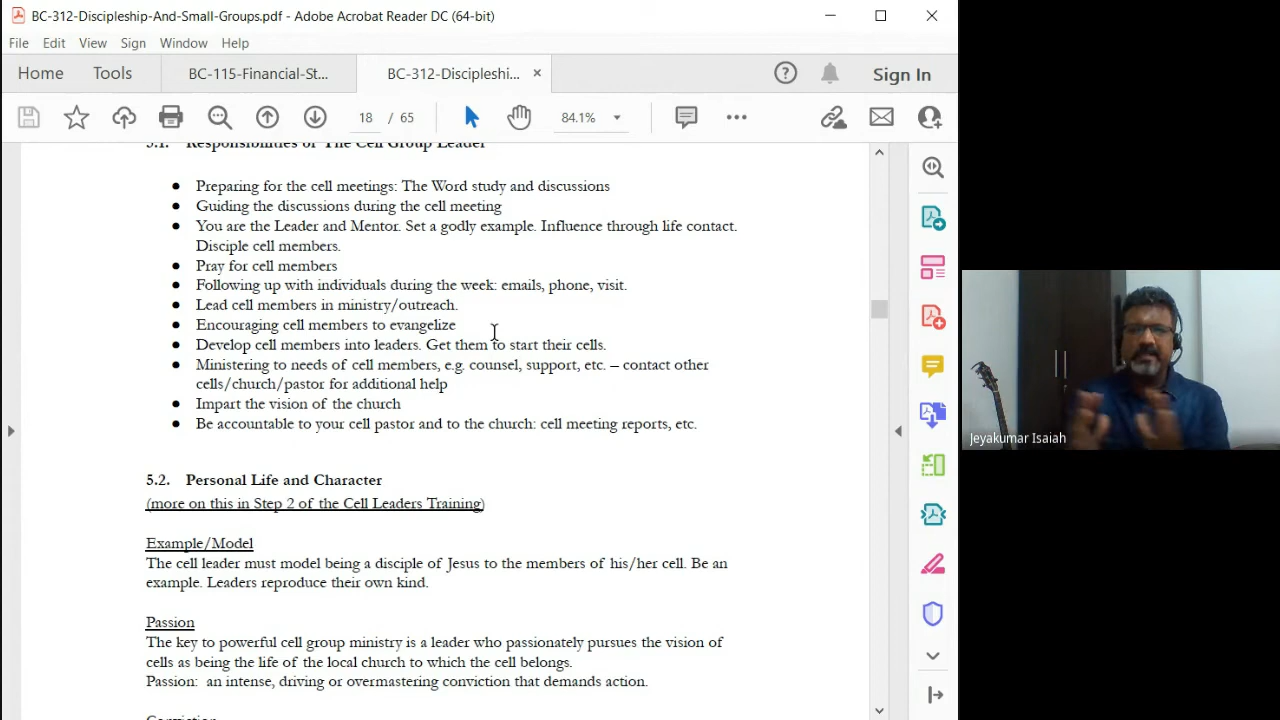 BC-312-Discipleship-And-Small-Groups.pdf - Adobe Acrobat Reader DC (64-bit)
File Edit View Sign Window Help
Home Tools BC-115-Financial-St... BC-312-Discipleshi... ×
Sign In
18 / 65 84.1%
5.1. Responsibilities of The Cell Group Leader
● Preparing for the cell meetings: The Word study and discussions
● Guiding the discussions during the cell meeting
● You are the Leader and Mentor. Set a godly example. Influence through life contact.
Disciple cell members.
● Pray for cell members
● Following up with individuals during the week: emails, phone, visit.
● Lead cell members in ministry/outreach.
● Encouraging cell members to evangelize
● Develop cell members into leaders. Get them to start their cells.
● Ministering to needs of cell members, e.g. counsel, support, etc. – contact other
cells/church/pastor for additional help
● Impart the vision of the church
● Be accountable to your cell pastor and to the church: cell meeting reports, etc.
5.2. Personal Life and Character
(more on this in Step 2 of the Cell Leaders Training)
Example/Model
The cell leader must model being a disciple of Jesus to the members of his/her cell. Be an
example. Leaders reproduce their own kind.
Passion
The key to powerful cell group ministry is a leader who passionately pursues the vision of
cells as being the life of the local church to which the cell belongs.
Passion: an intense, driving or overmastering conviction that demands action.
Conviction
Jeyakumar Isaiah